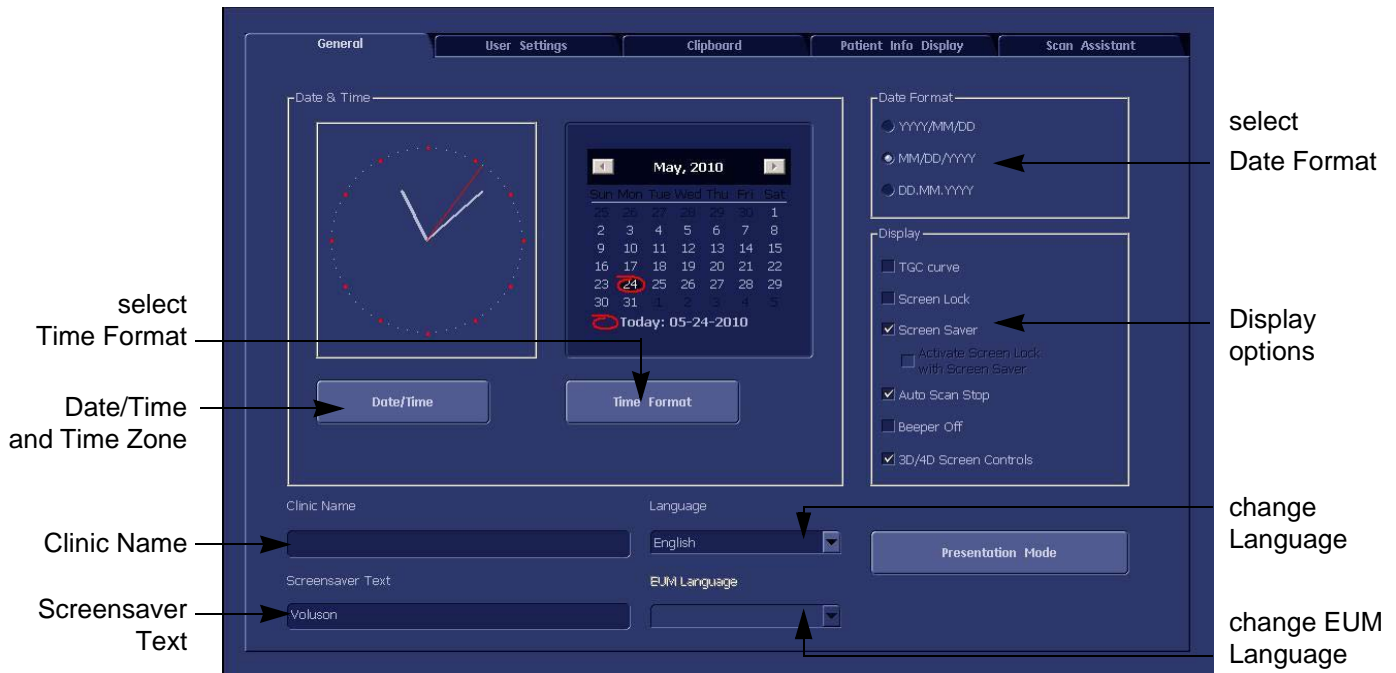 General
User Settings
Clipboard
Patient Info Display
Scan Assistant
Date & Time
May, 2010
Sun Mon Tue Wed Thu Fri Sat
25 26 27 28 29 30 1
2 3 4 5 6 7 8
9 10 11 12 13 14 15
16 17 18 19 20 21 22
23 24 25 26 27 28 29
30 31 1 2 3 4 5
Today: 05-24-2010
Date/Time
Time Format
Date Format
YYYY/MM/DD
MM/DD/YYYY
DD.MM.YYYY
Display
TGC curve
Screen Lock
Screen Saver
Activate Screen Lock
with Screen Saver
Auto Scan Stop
Beeper Off
3D/4D Screen Controls
Clinic Name
Language
English
Presentation Mode
Screensaver Text
Voluson
EUM Language
select
Time Format
Date/Time
and Time Zone
Clinic Name
Screensaver
Text
select
Date Format
Display
options
change
Language
change EUM
Language